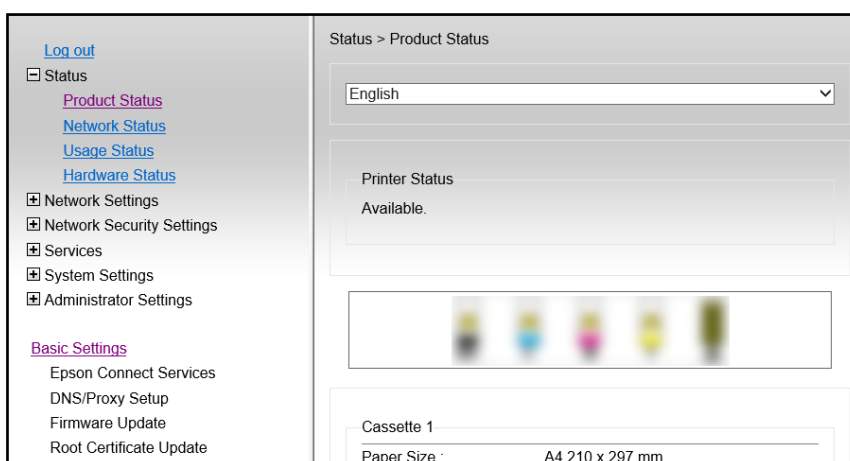 Log out
Status
Product Status
Network Status
Usage Status
Hardware Status
Network Settings
Network Security Settings
Services
System Settings
Administrator Settings
Basic Settings
Epson Connect Services
DNS/Proxy Setup
Firmware Update
Root Certificate Update
Status > Product Status
English
Printer Status
Available.
Cassette 1
Paper Size : A4 210 x 297 mm